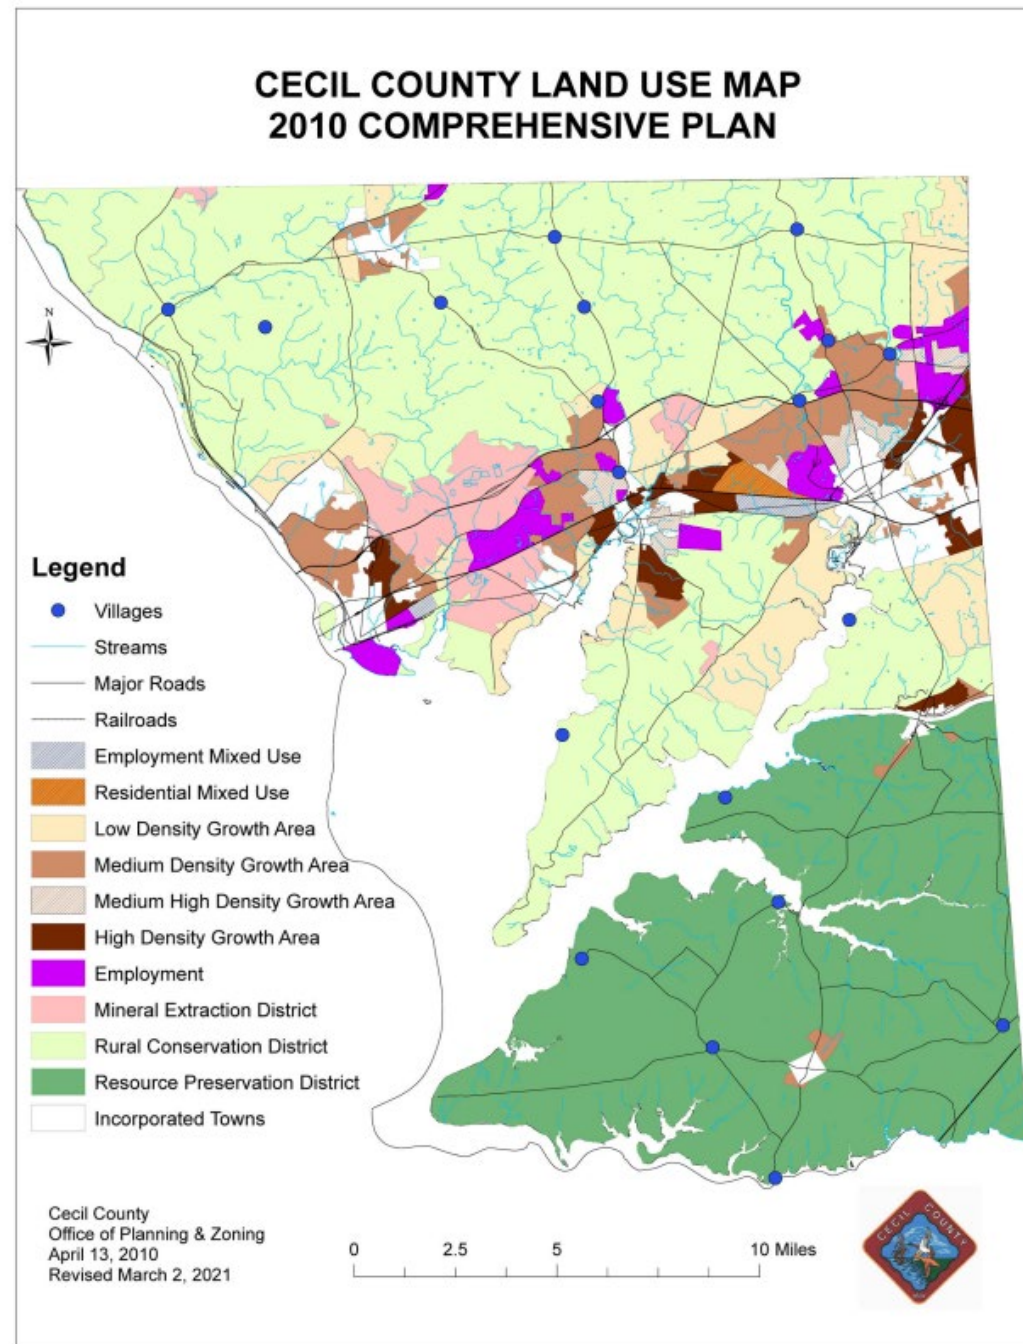 CECIL COUNTY LAND USE MAP
2010 COMPREHENSIVE PLAN
N
Legend
Villages
Streams
Major Roads
Railroads
Employment Mixed Use
Residential Mixed Use
Low Density Growth Area
Medium Density Growth Area
Medium High Density Growth Area
High Density Growth Area
Employment
Mineral Extraction District
Rural Conservation District
Resource Preservation District
Incorporated Towns
Cecil County
Office of Planning & Zoning
April 13, 2010
Revised March 2, 2021
0 2.5 5 10 Miles
CECIL COUNTY